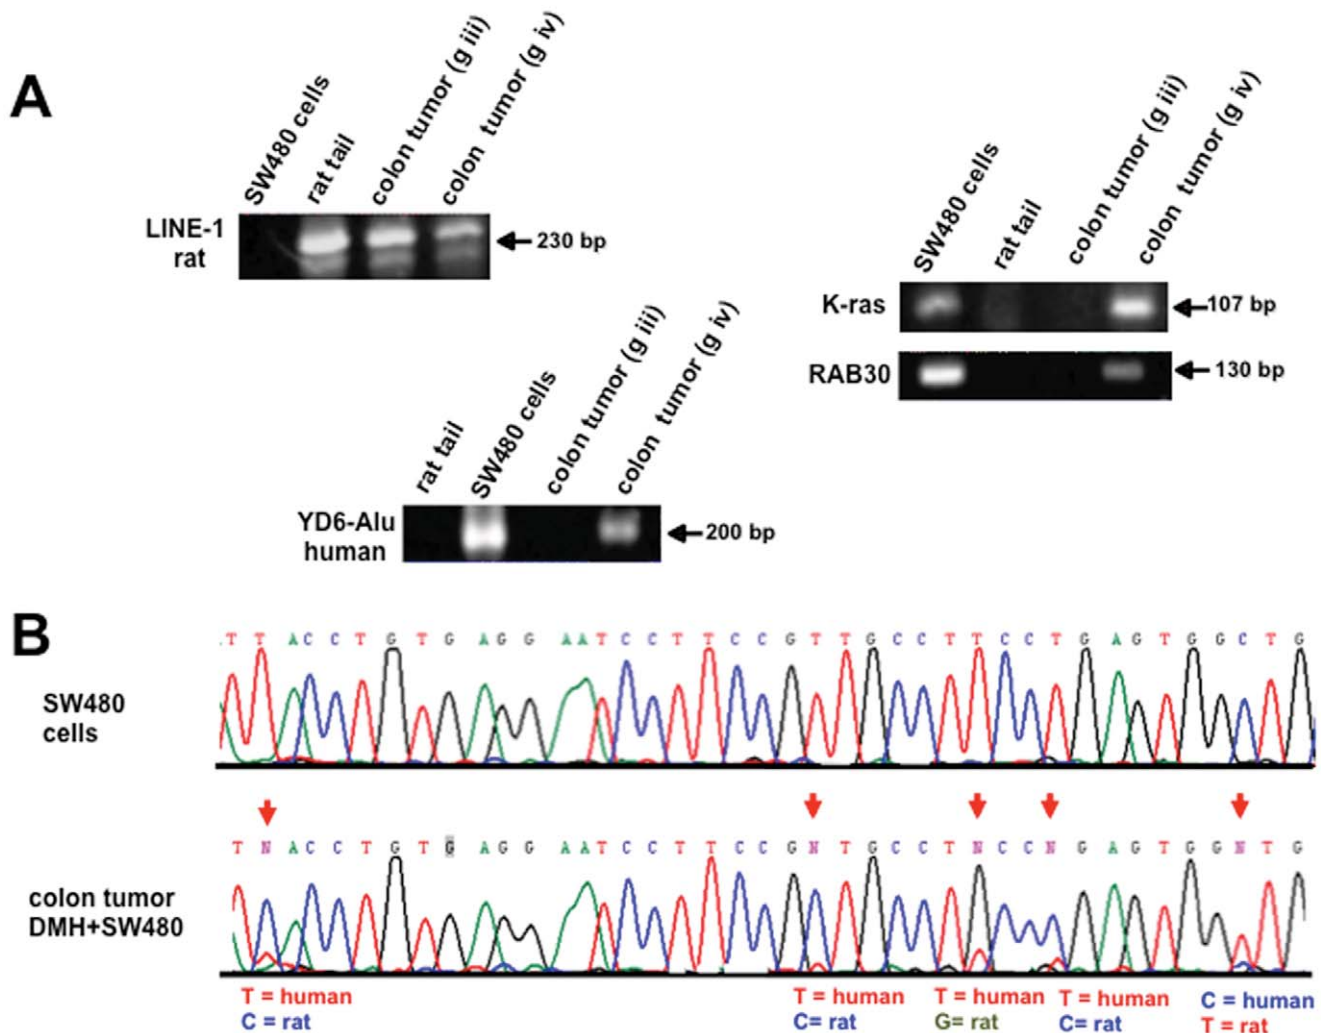 A
SW480 cells
rat tail
colon tumor (g iii)
colon tumor (g iv)
LINE-1
rat
230 bp
SW480 cells
rat tail
colon tumor (g iii)
colon tumor (g iv)
K-ras
107 bp
RAB30
130 bp
rat tail
SW480 cells
colon tumor (g iii)
colon tumor (g iv)
YD6-Alu
human
200 bp
B
T T A C C T G T G A G G A A T C C T T C C G T T G C C T T C C T G A G T G G C T G
SW480
cells
T N A C C T G T G A G G A A T C C T T C C G N T G C C T N C C N G A G T G G N T G
colon tumor
DMH+SW480
T = human
C = rat
T = human
C= rat
T = human
G= rat
T = human
C= rat
C = human
T = rat